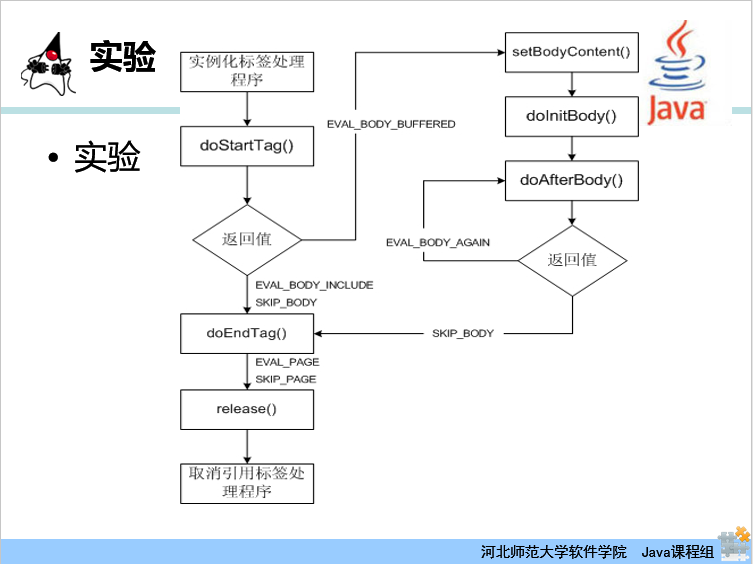 实验
• 实验
实例化标签处理
程序
doStartTag()
返回值
EVAL_BODY_BUFFERED
setBodyContent()
doInitBody()
doAfterBody()
EVAL_BODY_AGAIN
返回值
EVAL_BODY_INCLUDE
SKIP_BODY
doEndTag()
SKIP_BODY
EVAL_PAGE
SKIP_PAGE
release()
取消引用标签处
理程序
Java
河北师范大学软件学院 Java课程组